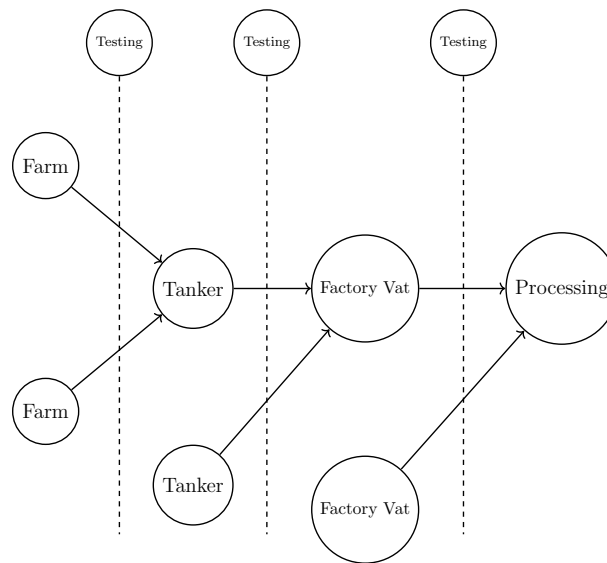 Testing
Testing
Testing
Farm
Tanker
Factory Vat
Processing
Farm
Tanker
Factory Vat